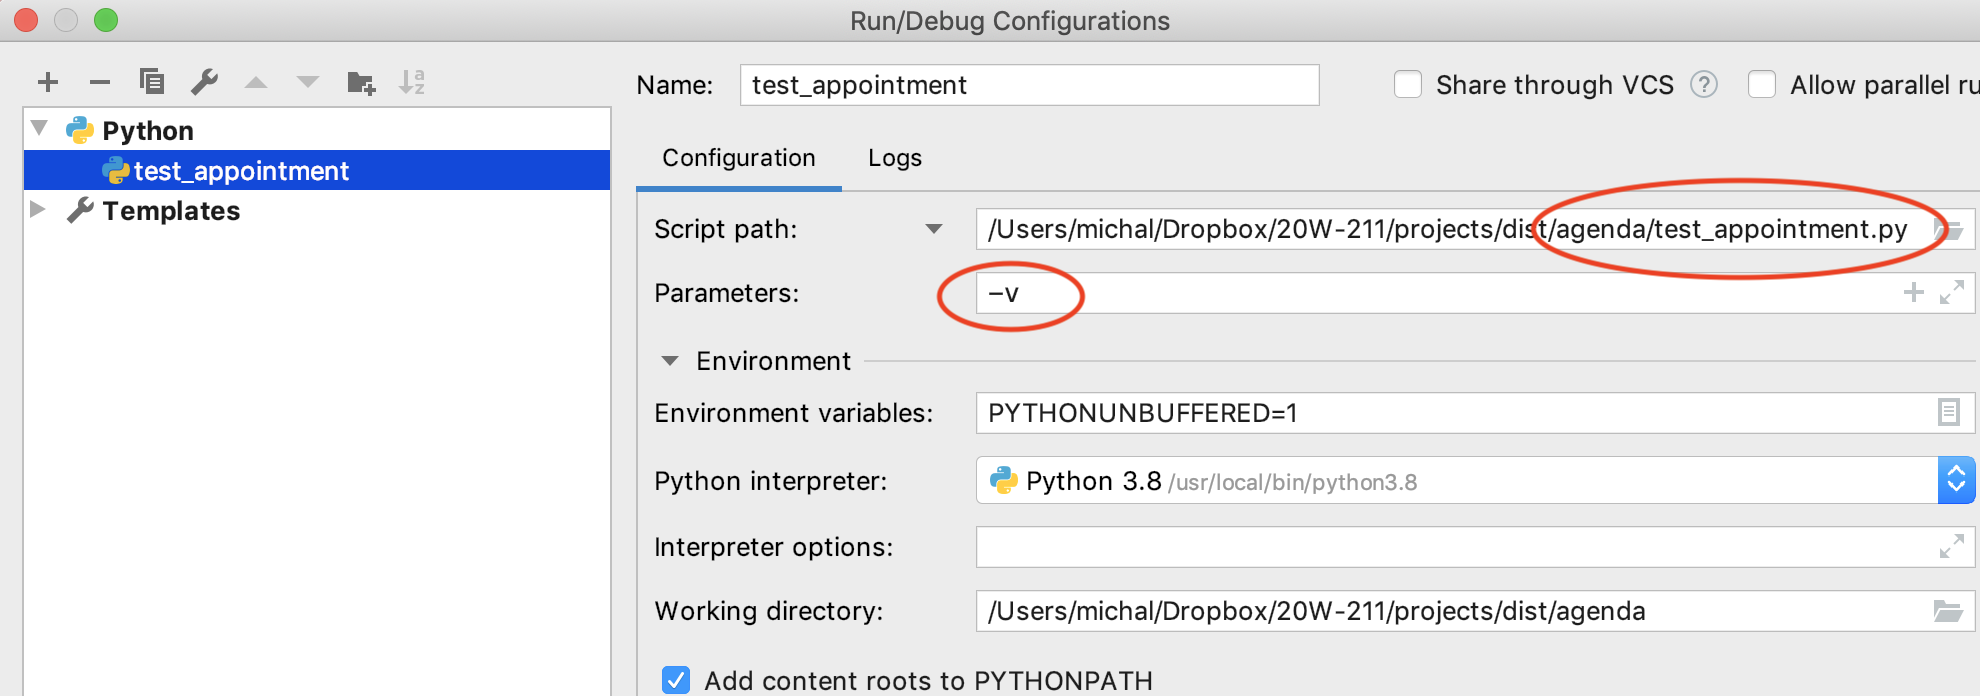 Run/Debug Configurations
Name: test_appointment Share through VCS ? Allow parallel ru
Python
test_appointment
Templates
Configuration Logs
Script path: /Users/michal/Dropbox/20W-211/projects/dist/agenda/test_appointment.py
Parameters: –v
Environment
Environment variables: PYTHONUNBUFFERED=1
Python interpreter: Python 3.8 /usr/local/bin/python3.8
Interpreter options:
Working directory: /Users/michal/Dropbox/20W-211/projects/dist/agenda
Add content roots to PYTHONPATH